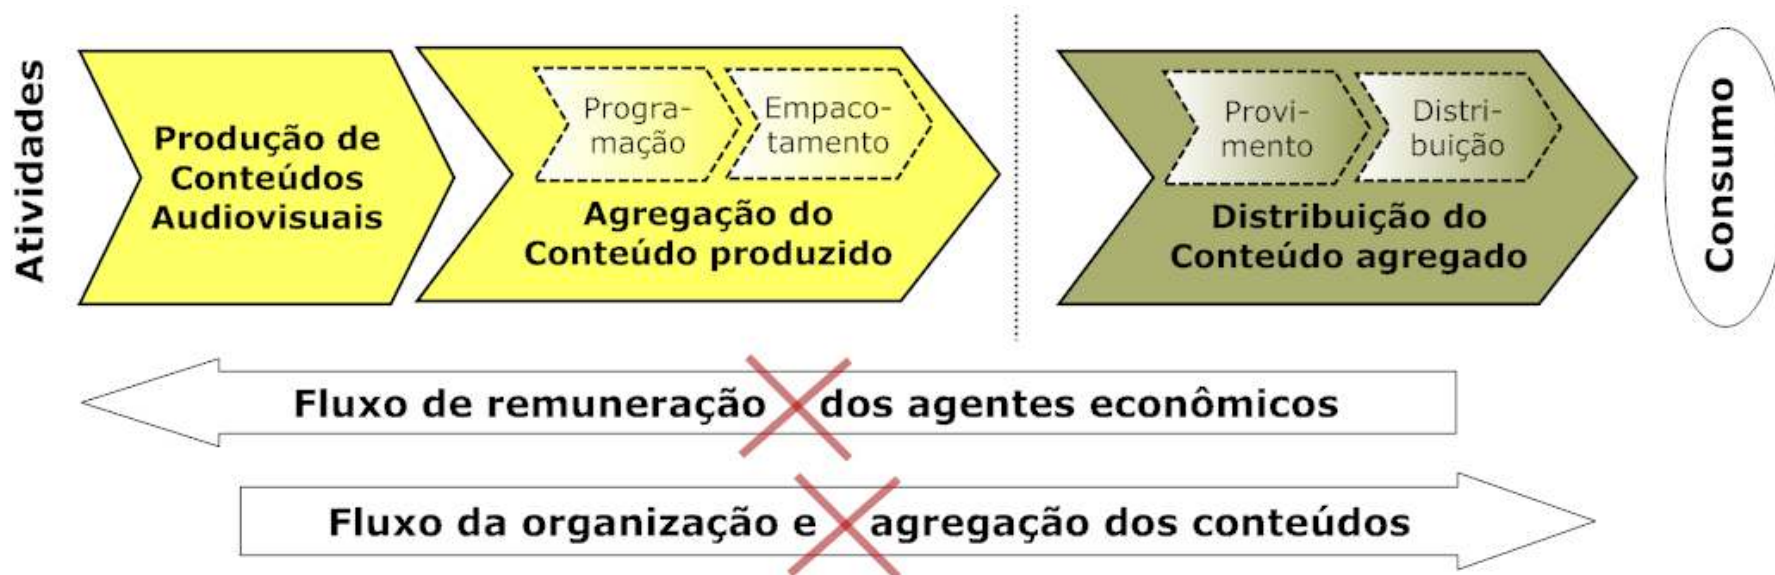 Atividades
Produção de
Conteúdos
Audiovisuais
Progra-
mação
Empaco-
tamento
Agregação do
Conteúdo produzido
Provi-
mento
Distri-
buição
Distribuição do
Conteúdo agregado
Consumo
Fluxo de remuneração dos agentes econômicos
Fluxo da organização e agregação dos conteúdos